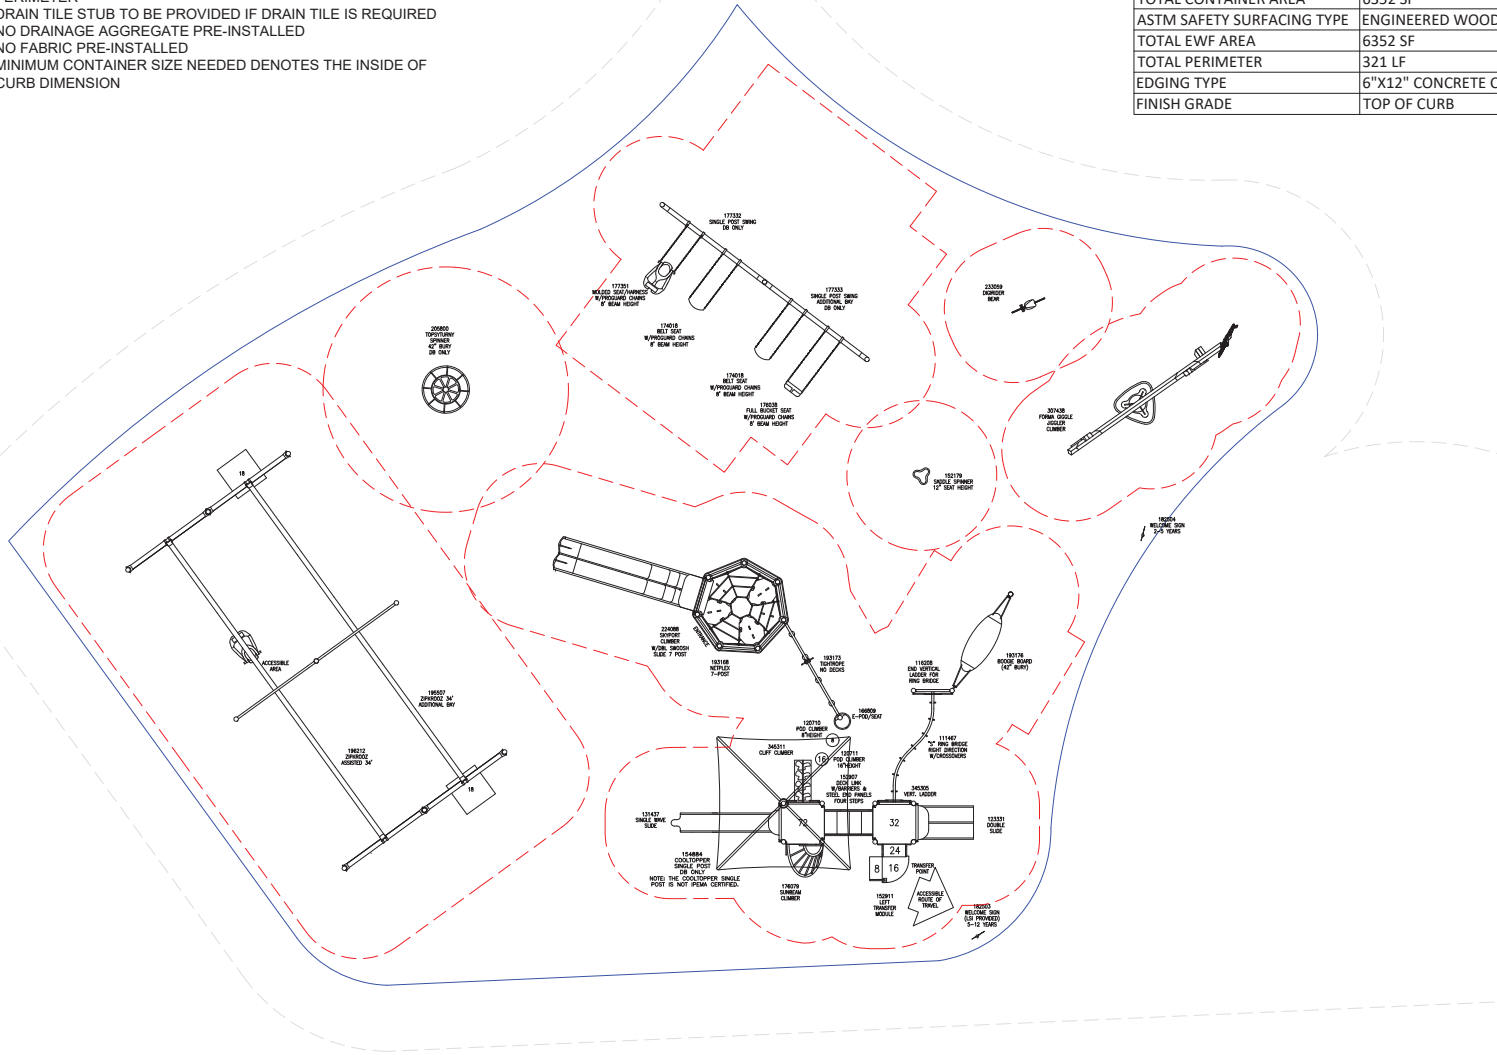 PERIMETER
DRAIN TILE STUB TO BE PROVIDED IF DRAIN TILE IS REQUIRED
NO DRAINAGE AGGREGATE PRE-INSTALLED
NO FABRIC PRE-INSTALLED
MINIMUM CONTAINER SIZE NEEDED DENOTES THE INSIDE OF
CURB DIMENSION
TOTAL CONTAINER AREA 6352 SF
ASTM SAFETY SURFACING TYPE ENGINEERED WOOD
TOTAL EWF AREA 6352 SF
TOTAL PERIMETER 321 LF
EDGING TYPE 6"X12" CONCRETE C
FINISH GRADE TOP OF CURB
177332
SINGLE POST SWING
DB ONLY
177351
MOLDED SEAT/HARNESS
W/PROGUARD CHAINS
8' BEAM HEIGHT
177333
SINGLE POST SWING
ADDITIONAL BAY
DB ONLY
174018
BELT SEAT
W/PROGUARD CHAINS
8' BEAM HEIGHT
174018
BELT SEAT
W/PROGUARD CHAINS
8' BEAM HEIGHT
176038
FULL BUCKET SEAT
W/PROGUARD CHAINS
8' BEAM HEIGHT
233059
DIGIRIDER
BEAR
205800
TOPSYTURNY
SPINNER
42" BURY
DB ONLY
307438
FORMA GIGGLE
JIGGLER
CLIMBER
152179
SADDLE SPINNER
12" SEAT HEIGHT
182504
WELCOME SIGN
2-5 YEARS
18
ACCESSIBLE
AREA
195507
ZIPKROOZ 34'
ADDITIONAL BAY
196212
ZIPKROOZ
ASSISTED 34'
18
224088
SKYPORT
CLIMBER
W/DBL SWOOSH
SLIDE 7 POST
ENTRANCE
193168
NETPLEX
7-POST
193173
TIGHTROPE
NO DECKS
166809
E-POD/SEAT
116208
END VERTICAL
LADDER FOR
RING BRIDGE
193176
BOOGIE BOARD
(42" BURY)
120710
POD CLIMBER
8"HEIGHT
8
345311
CLIFF CLIMBER
16
120711
POD CLIMBER
16"HEIGHT
111467
"S" RING BRIDGE
RIGHT DIRECTION
W/CROSSOVERS
152907
DECK LINK
W/BARRIERS &
STEEL END PANELS
FOUR STEPS
345305
VERT. LADDER
131437
SINGLE WAVE
SLIDE
72
32
123331
DOUBLE
SLIDE
24
8
16
154884
COOLTOPPER
SINGLE POST
DB ONLY
NOTE: THE COOLTOPPER SINGLE
POST IS NOT IPEMA CERTIFIED.
176079
SUNBEAM
CLIMBER
152911
LEFT
TRANSFER
MODULE
TRANSFER
POINT
ACCESSIBLE
ROUTE OF
TRAVEL
182503
WELCOME SIGN
(LSI PROVIDED)
5-12 YEARS